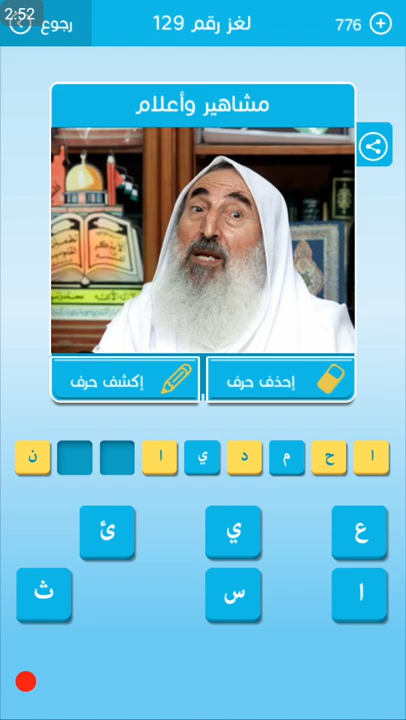 2:52
رجوع
لغز رقم 129
776
مشاهير وأعلام
إحذف حرف
إكشف حرف
ا ح م د ي ا ن
ع ي ئ
ا س ث